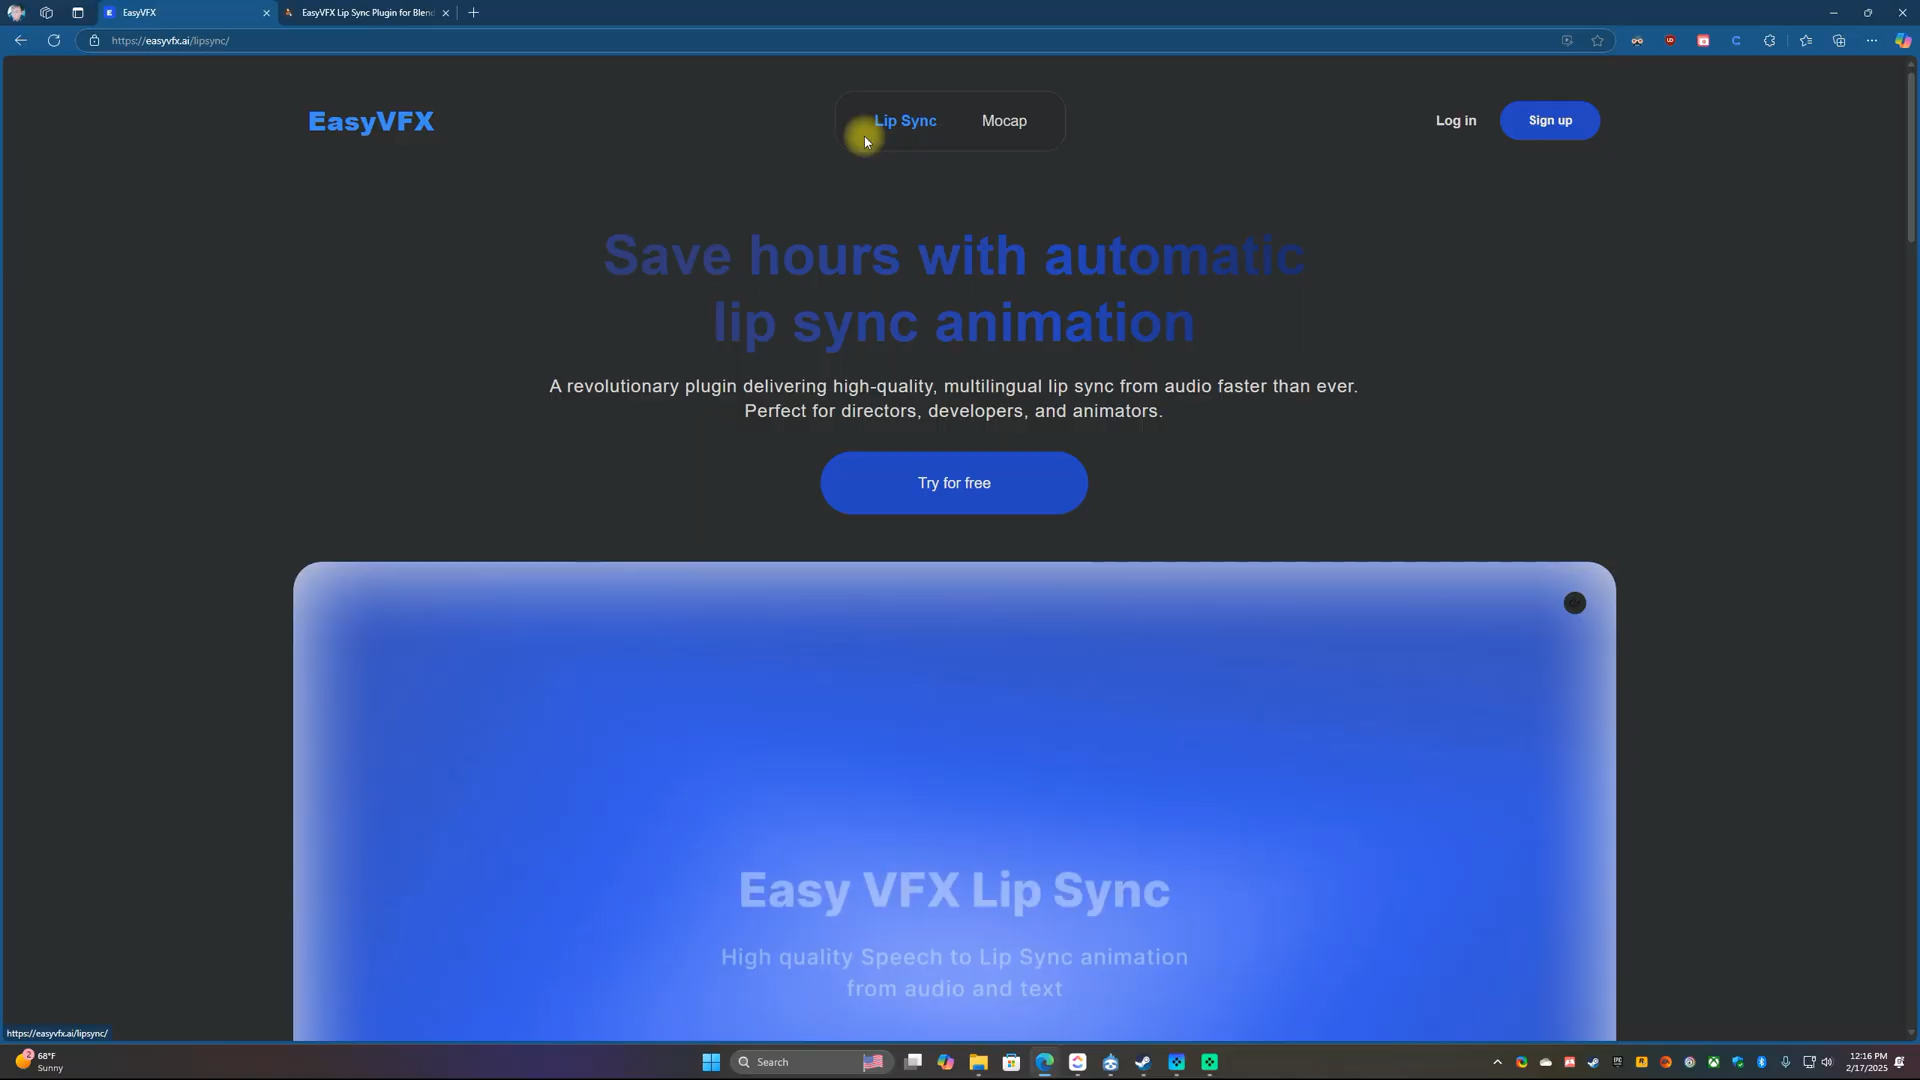 EasyVFX
EasyVFX Lip Sync Plugin for Blend
https://easyvfx.ai/lipsync/
EasyVFX
Lip Sync
Mocap
Log in
Sign up
Save hours with automatic
lip sync animation
A revolutionary plugin delivering high-quality, multilingual lip sync from audio faster than ever.
Perfect for directors, developers, and animators.
Try for free
Easy VFX Lip Sync
High quality Speech to Lip Sync animation
from audio and text
https://easyvfx.ai/lipsync/
68°F
Sunny
Search
12:16 PM
2/17/2025